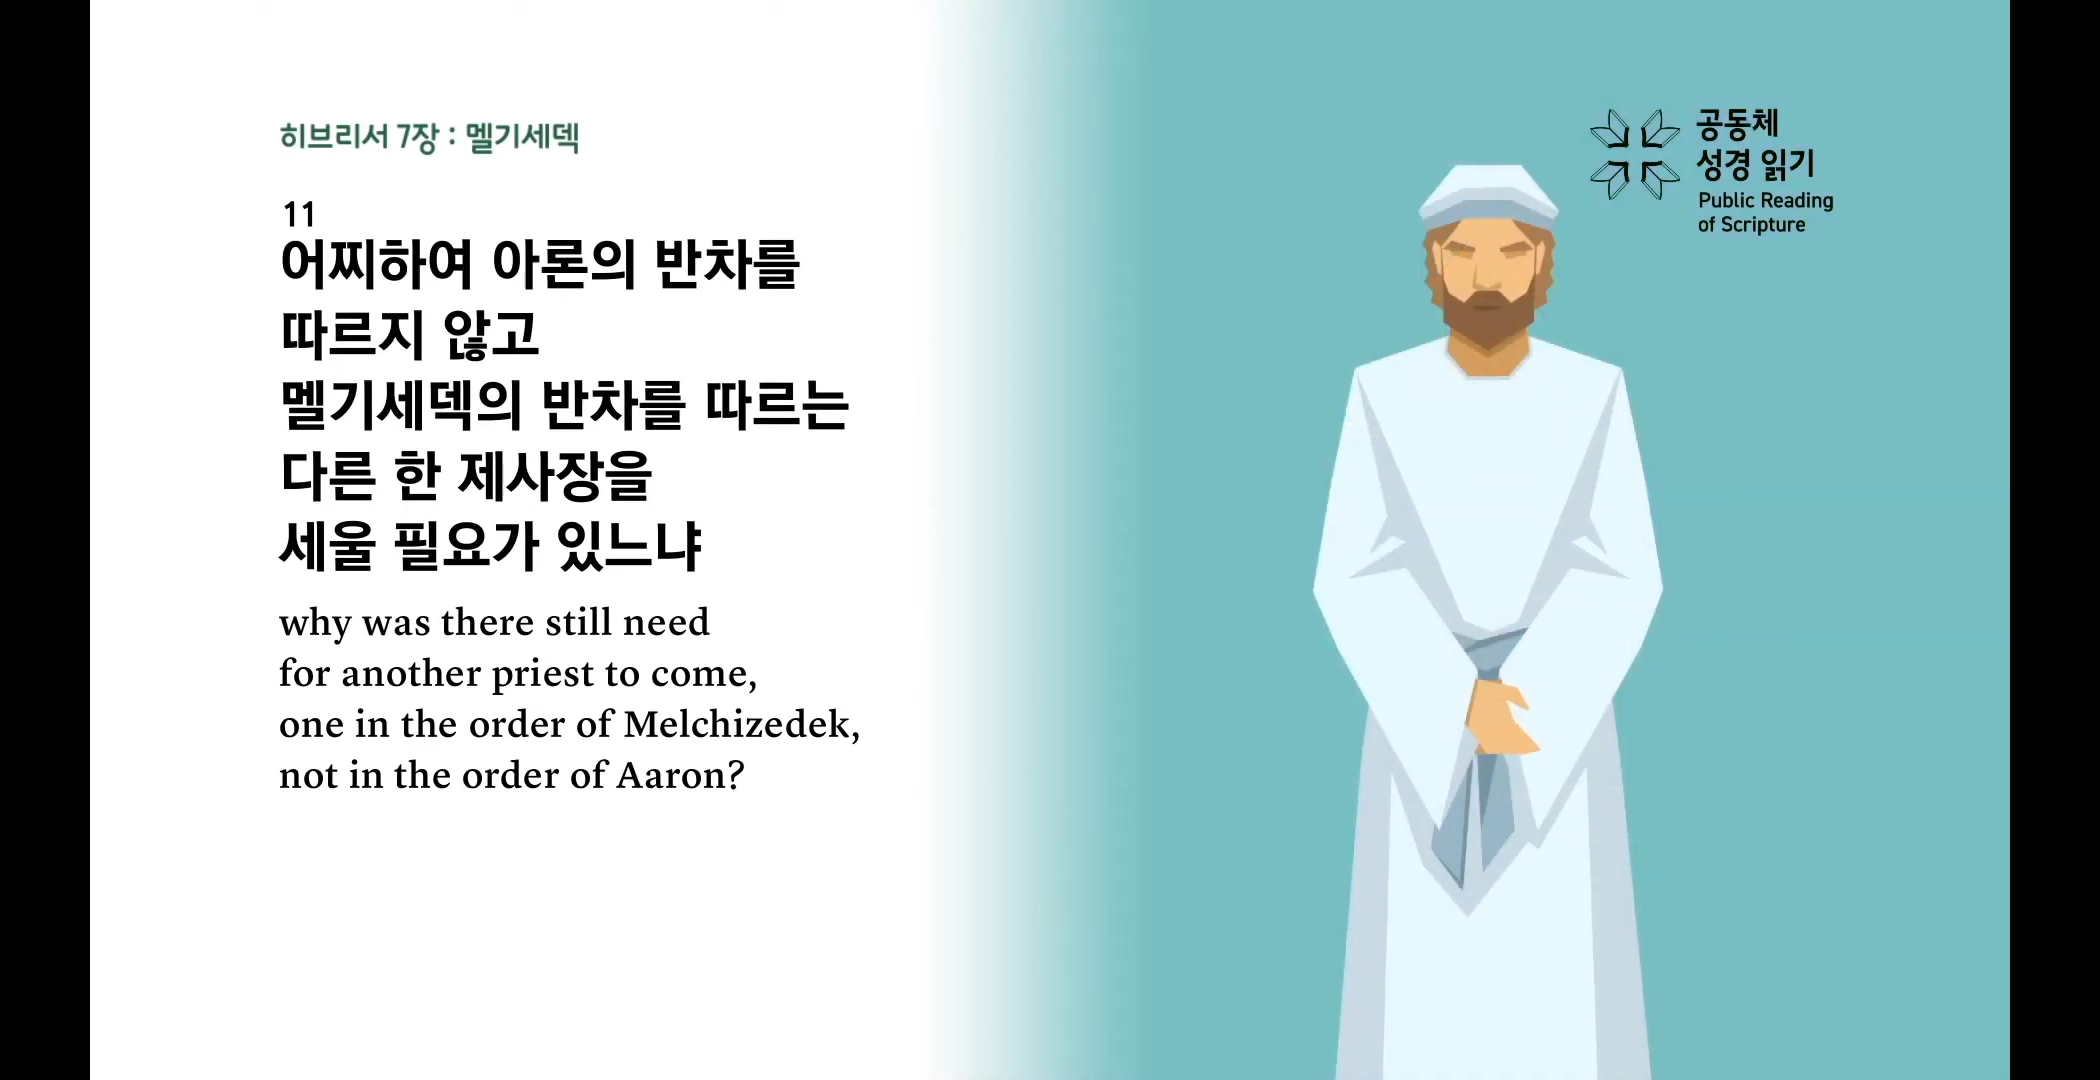 히브리서 7장 : 멜기세덱
11
어찌하여 아론의 반차를
따르지 않고
멜기세덱의 반차를 따르는
다른 한 제사장을
세울 필요가 있느냐
why was there still need
for another priest to come,
one in the order of Melchizedek,
not in the order of Aaron?
공동체
성경 읽기
Public Reading
of Scripture